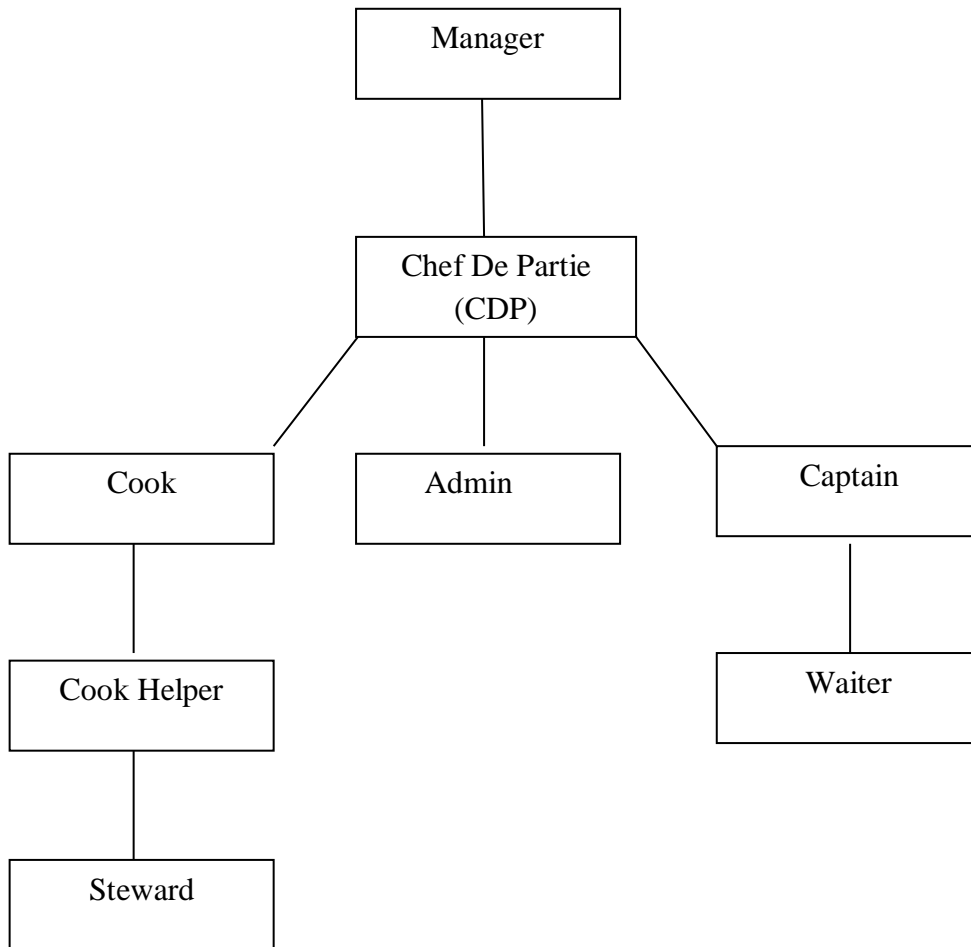 Manager
Chef De Partie
(CDP)
Cook
Admin
Captain
Cook Helper
Waiter
Steward